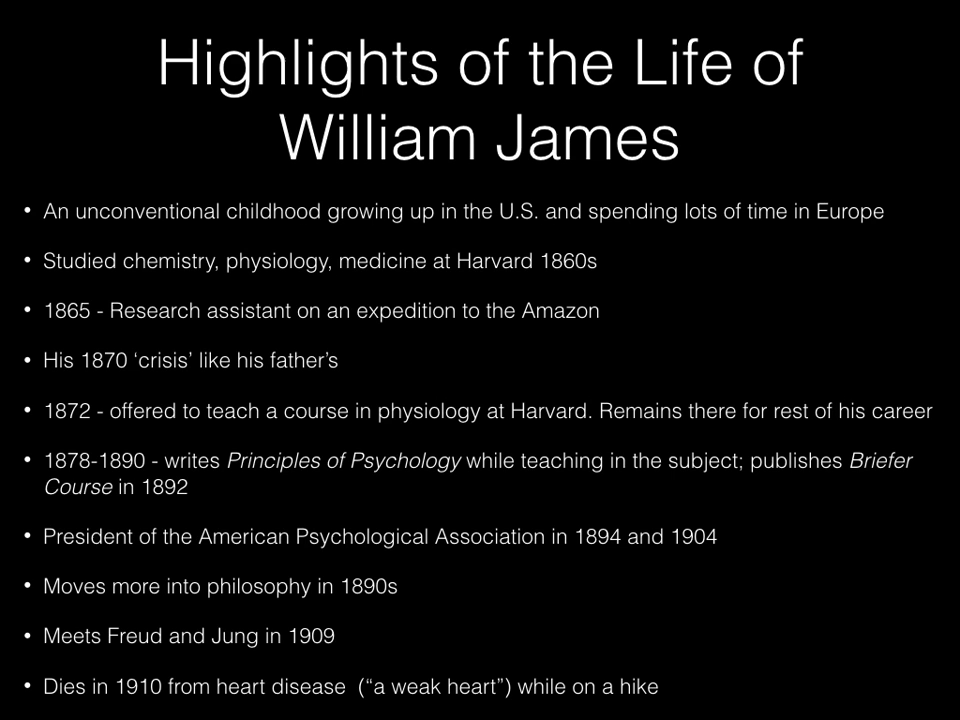 Highlights of the Life of
William James
• An unconventional childhood growing up in the U.S. and spending lots of time in Europe
• Studied chemistry, physiology, medicine at Harvard 1860s
• 1865 - Research assistant on an expedition to the Amazon
• His 1870 ‘crisis’ like his father’s
• 1872 - offered to teach a course in physiology at Harvard. Remains there for rest of his career
• 1878-1890 - writes Principles of Psychology while teaching in the subject; publishes Briefer
Course in 1892
• President of the American Psychological Association in 1894 and 1904
• Moves more into philosophy in 1890s
• Meets Freud and Jung in 1909
• Dies in 1910 from heart disease (“a weak heart”) while on a hike